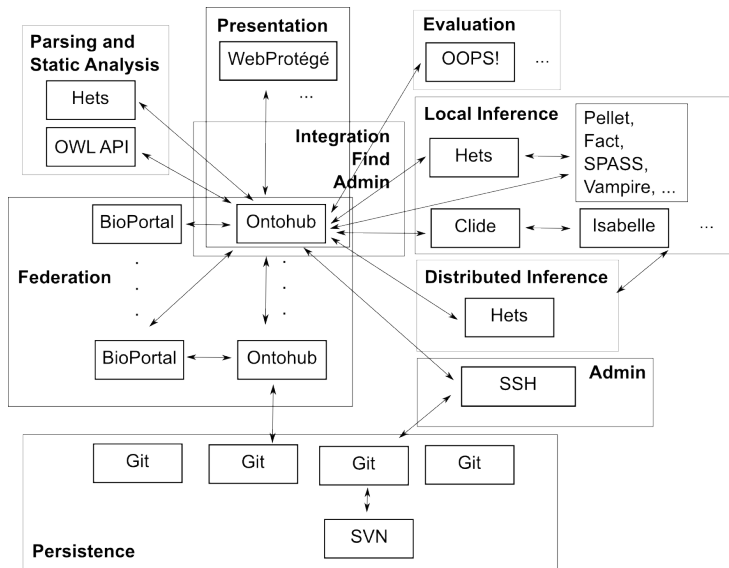 Parsing and
Static Analysis
Hets
OWL API
Presentation
WebProtégé
...
Evaluation
OOPS!
...
Integration
Find
Admin
Local Inference
Hets
Pellet,
Fact,
SPASS,
Vampire, ...
Clide
Isabelle
...
BioPortal
Ontohub
Federation
BioPortal
Ontohub
Distributed Inference
Hets
Admin
SSH
Git
Git
Git
Git
SVN
Persistence